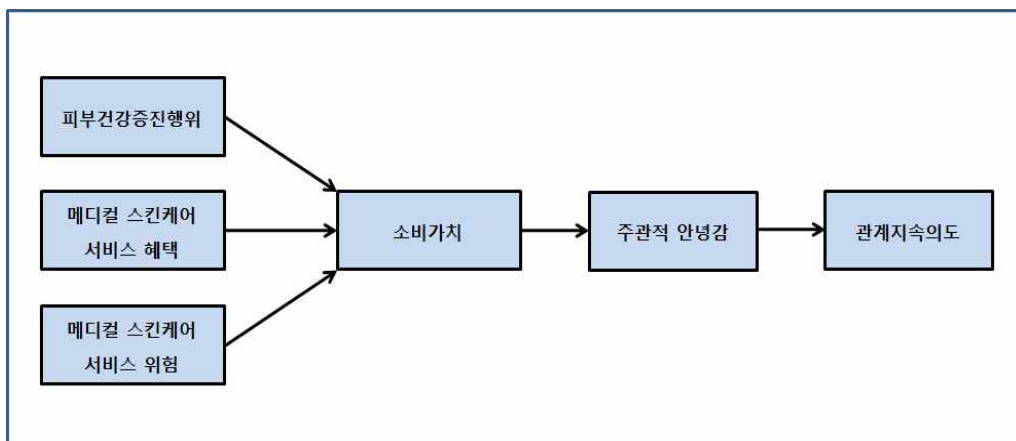 피부건강증진행위
메디컬 스킨케어
서비스 혜택
메디컬 스킨케어
서비스 위험
소비가치
주관적 안녕감
관계지속의도